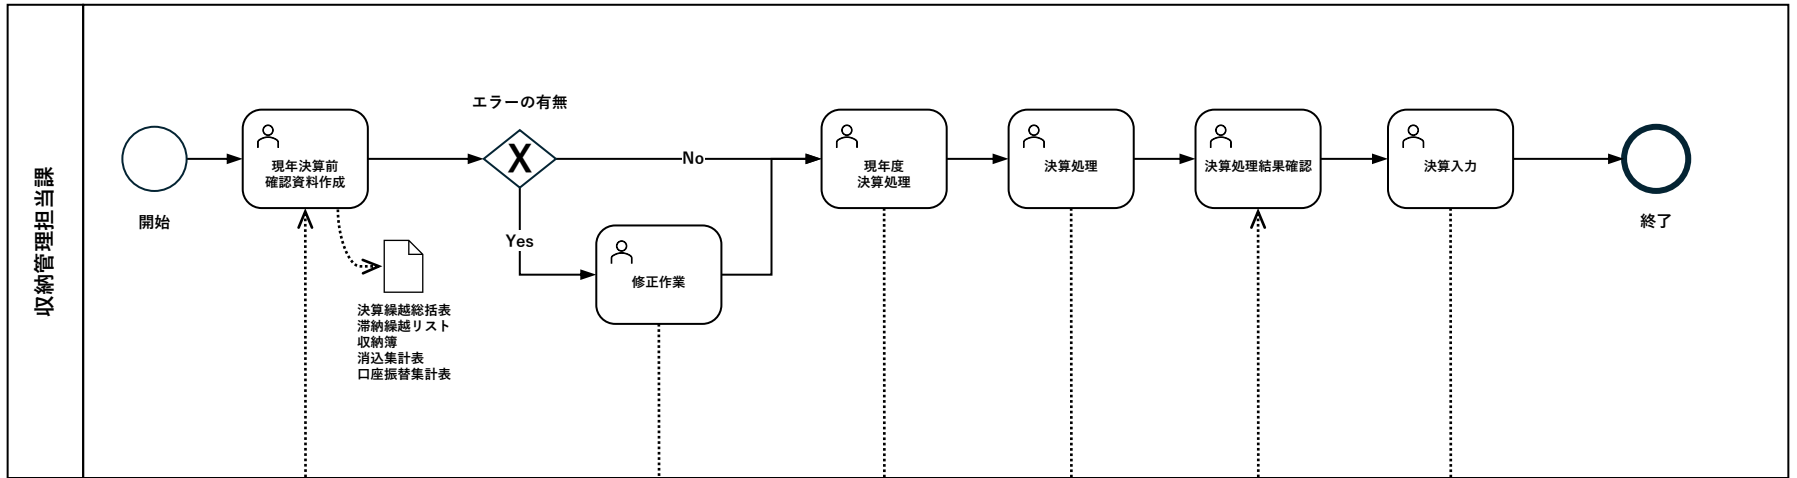 収納管理担当課
開始
現年決算前
確認資料作成
決算繰越総括表
滞納繰越リスト
収納簿
消込集計表
口座振替集計表
エラーの有無
X
No
Yes
修正作業
現年度
決算処理
決算処理
決算処理結果確認
決算入力
終了